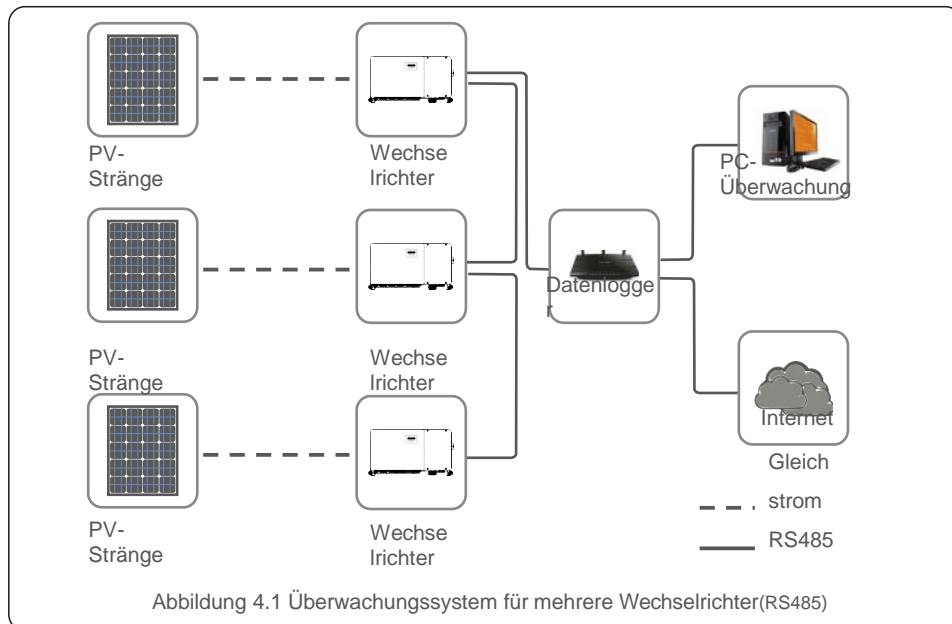 PV-
Stränge
Wechse
lrichter
PC-
Überwachung
Datenlogge
r
PV-
Stränge
Wechse
lrichter
Internet
PV-
Stränge
Wechse
lrichter
Gleich
strom
RS485
Abbildung 4.1 Überwachungssystem für mehrere Wechselrichter(RS485)